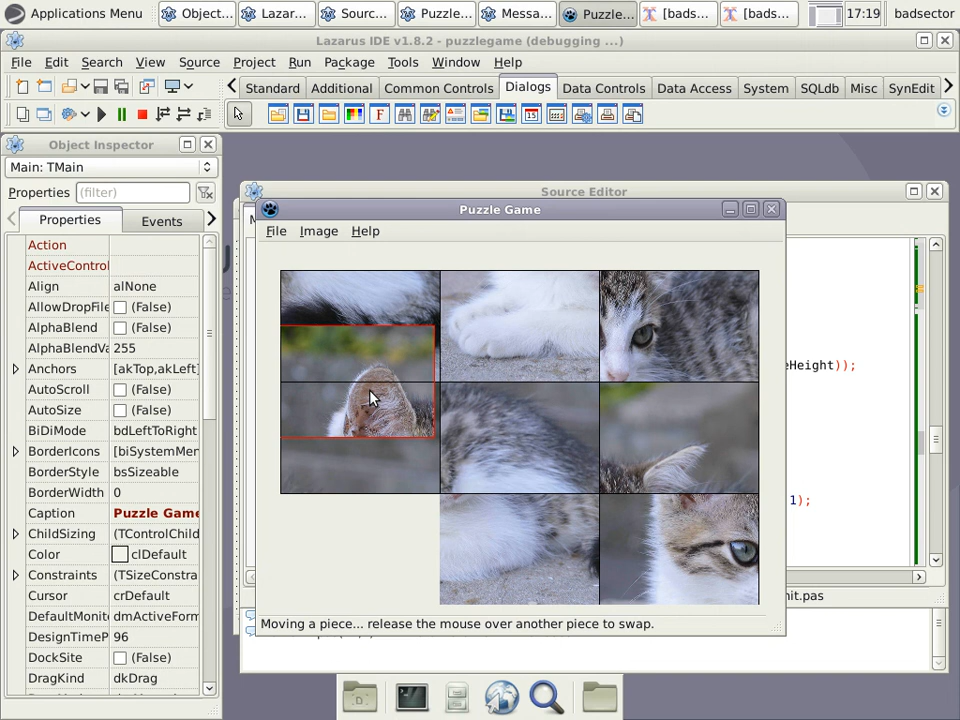 Applications Menu
Object...
Lazar...
Sourc...
Puzzle...
Messa...
Puzzle...
[bads...
[bads...
17:19
badsector
Lazarus IDE v1.8.2 - puzzlegame (debugging ...)
File Edit Search View Source Project Run Package Tools Window Help
Standard Additional Common Controls Dialogs Data Controls Data Access System SQLdb Misc SynEdit
Object Inspector
Main: TMain
Properties (filter)
Properties Events
Action
ActiveControl
Align alNone
AllowDropFile (False)
AlphaBlend (False)
AlphaBlendVa 255
Anchors [akTop,akLeft]
AutoScroll (False)
AutoSize (False)
BiDiMode bdLeftToRight
BorderIcons [biSystemMen
BorderStyle bsSizeable
BorderWidth 0
Caption Puzzle Game
ChildSizing (TControlChild
Color clDefault
Constraints (TSizeConstra
Cursor crDefault
DefaultMonit dmActiveForm
DesignTimeP 96
DockSite (False)
DragKind dkDrag
Source Editor
Puzzle Game
File Image Help
eHeight));
1);
nit.pas
Moving a piece... release the mouse over another piece to swap.